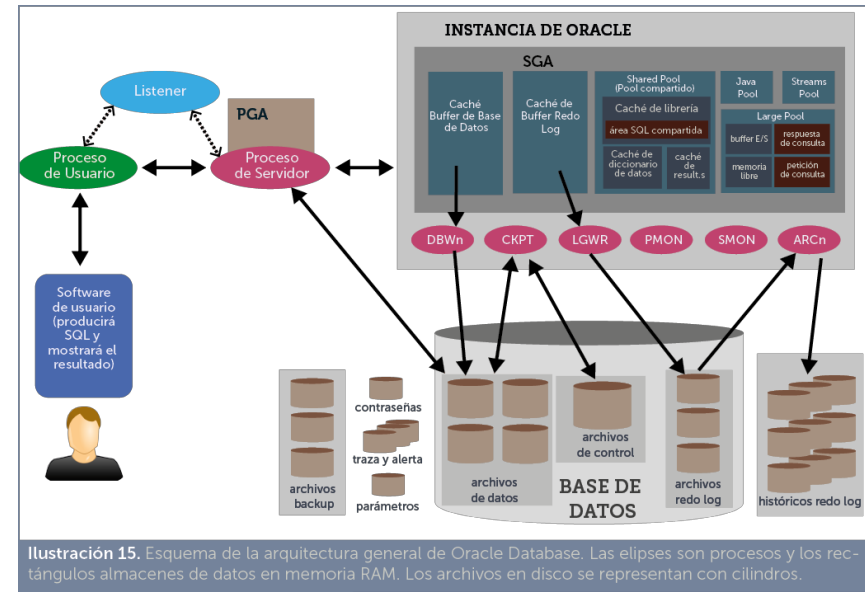 INSTANCIA DE ORACLE
SGA
Caché
Buffer de Base
de Datos
Caché de
Buffer Redo
Log
Shared Pool
(Pool compartido)
Caché de librería
área SQL compartida
Caché de
diccionario
de datos
caché
de
result.s
Java
Pool
Streams
Pool
Large Pool
buffer E/S
respuesta
de consulta
memoria
libre
petición
de consulta
Listener
PGA
Proceso
de Usuario
Proceso
de Servidor
DBWn
CKPT
LGWR
PMON
SMON
ARCn
Software
de usuario
(producirá
SQL y
mostrará el
resultado)
archivos
backup
contraseñas
traza y alerta
parámetros
archivos
de datos
archivos
de control
BASE DE
DATOS
archivos
redo log
históricos redo log
Ilustración 15. Esquema de la arquitectura general de Oracle Database. Las elipses son procesos y los rec-
tángulos almacenes de datos en memoria RAM. Los archivos en disco se representan con cilindros.